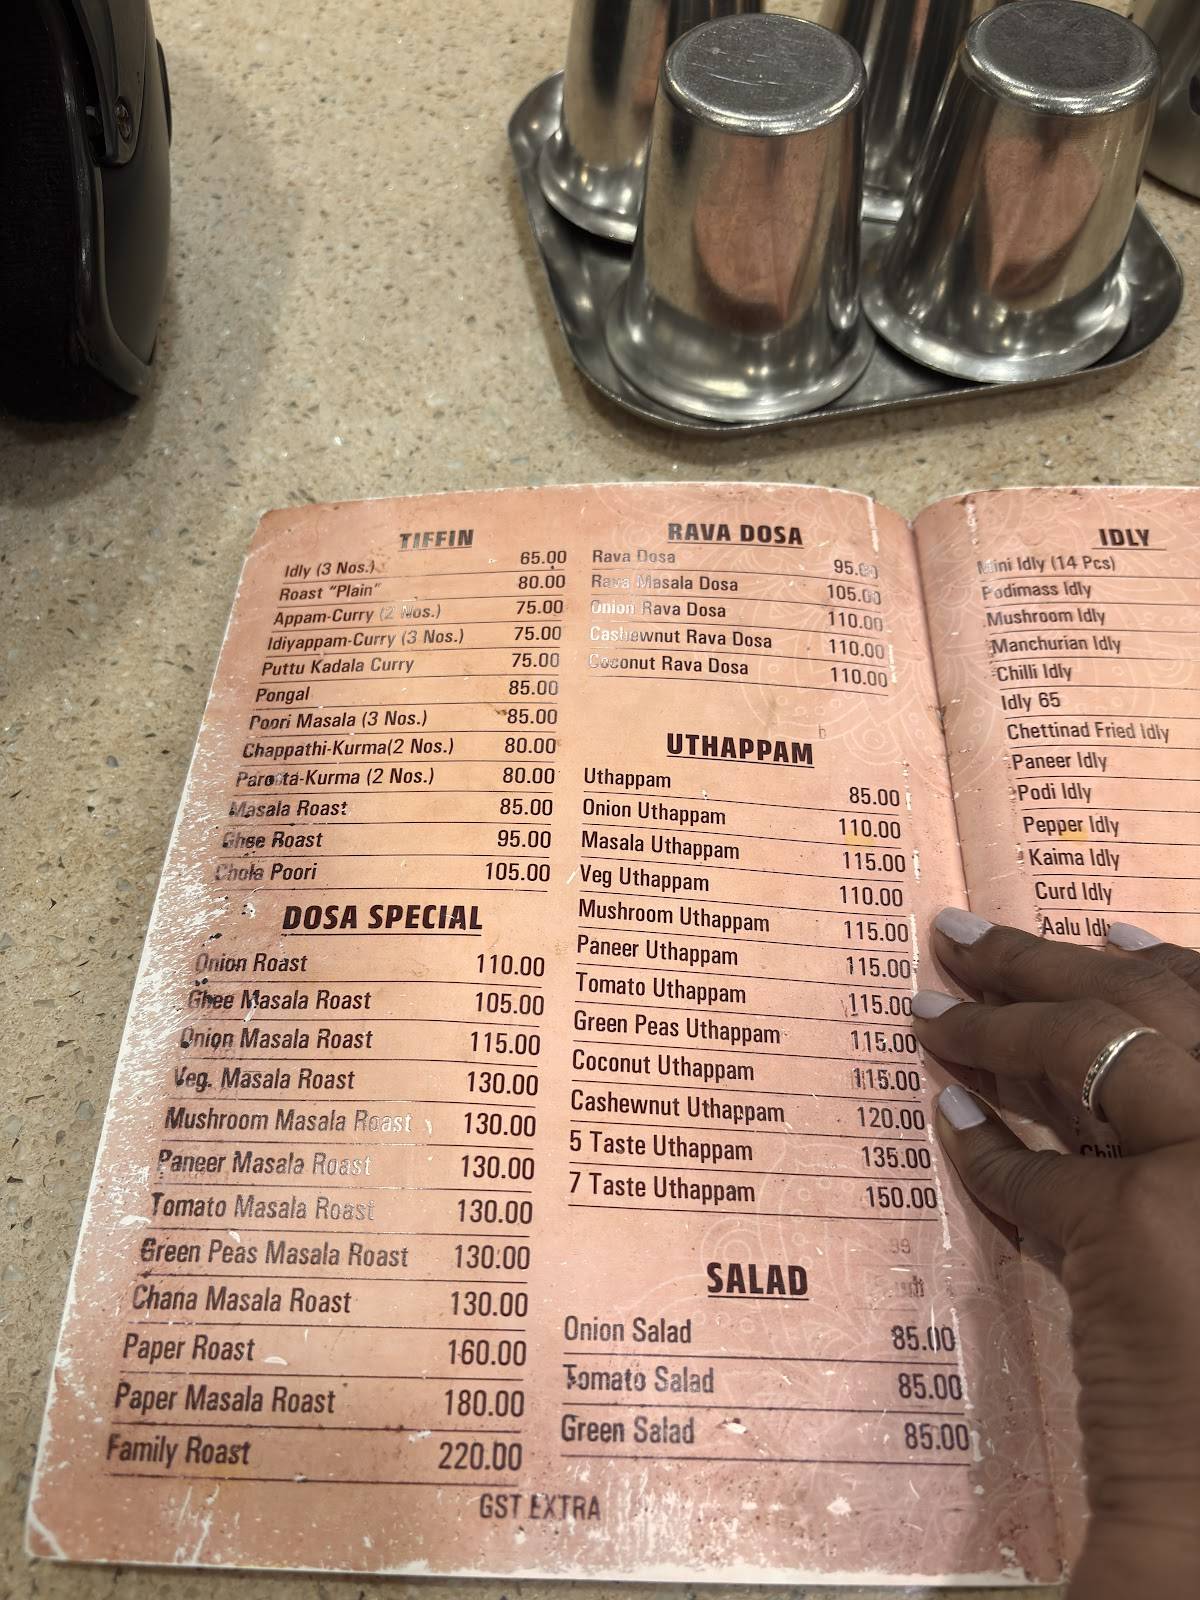 TIFFIN
Idly (3 Nos.) 65.00
Roast "Plain" 80.00
Appam-Curry (2 Nos.) 75.00
Idiyappam-Curry (3 Nos.) 75.00
Puttu Kadala Curry 75.00
Pongal 85.00
Poori Masala (3 Nos.) 85.00
Chappathi-Kurma(2 Nos.) 80.00
Parotta-Kurma (2 Nos.) 80.00
Masala Roast 85.00
Ghee Roast 95.00
Chola Poori 105.00
DOSA SPECIAL
Onion Roast 110.00
Ghee Masala Roast 105.00
Onion Masala Roast 115.00
Veg. Masala Roast 130.00
Mushroom Masala Roast 130.00
Paneer Masala Roast 130.00
Tomato Masala Roast 130.00
Green Peas Masala Roast 130.00
Chana Masala Roast 130.00
Paper Roast 160.00
Paper Masala Roast 180.00
Family Roast 220.00
RAVA DOSA
Rava Dosa 95.00
Rava Masala Dosa 105.00
Onion Rava Dosa 110.00
Cashewnut Rava Dosa 110.00
Coconut Rava Dosa 110.00
UTHAPPAM
Uthappam 85.00
Onion Uthappam 110.00
Masala Uthappam 115.00
Veg Uthappam 110.00
Mushroom Uthappam 115.00
Paneer Uthappam 115.00
Tomato Uthappam 115.00
Green Peas Uthappam 115.00
Coconut Uthappam 115.00
Cashewnut Uthappam 120.00
5 Taste Uthappam 135.00
7 Taste Uthappam 150.00
SALAD
Onion Salad 85.00
Tomato Salad 85.00
Green Salad 85.00
GST EXTRA
IDLY
Mini Idly (14 Pcs)
Podimass Idly
Mushroom Idly
Manchurian Idly
Chilli Idly
Idly 65
Chettinad Fried Idly
Paneer Idly
Podi Idly
Pepper Idly
Kaima Idly
Curd Idly
Aalu Idly